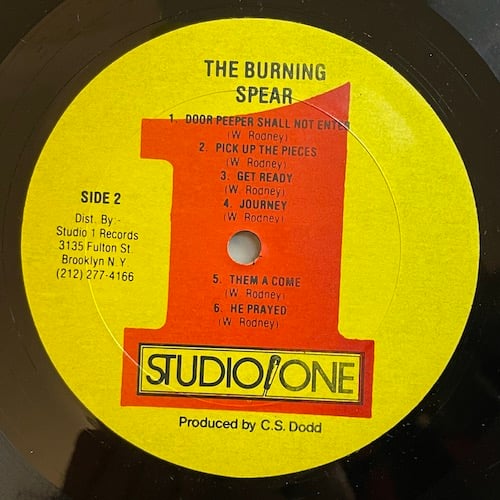 THE BURNING
SPEAR
1. DOOR PEEPER SHALL NOT ENTER
(W. Rodney)
2. PICK UP THE PIECES
(W. Rodney)
3. GET READY
(W. Rodney)
4. JOURNEY
(W. Rodney)
SIDE 2
Dist. By:-
Studio 1 Records
3135 Fulton St.
Brooklyn N.Y.
(212) 277-4166
5. THEM A COME
(W. Rodney)
6. HE PRAYED
(W. Rodney)
1
STUDIO ONE
Produced by C.S. Dodd